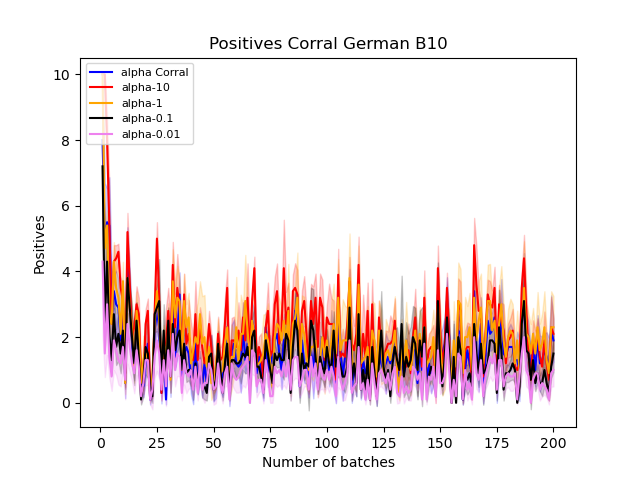 Positives Corral German B10
alpha Corral
alpha-10
alpha-1
alpha-0.1
alpha-0.01
Positives
10
8
6
4
2
0
0 25 50 75 100 125 150 175 200
Number of batches